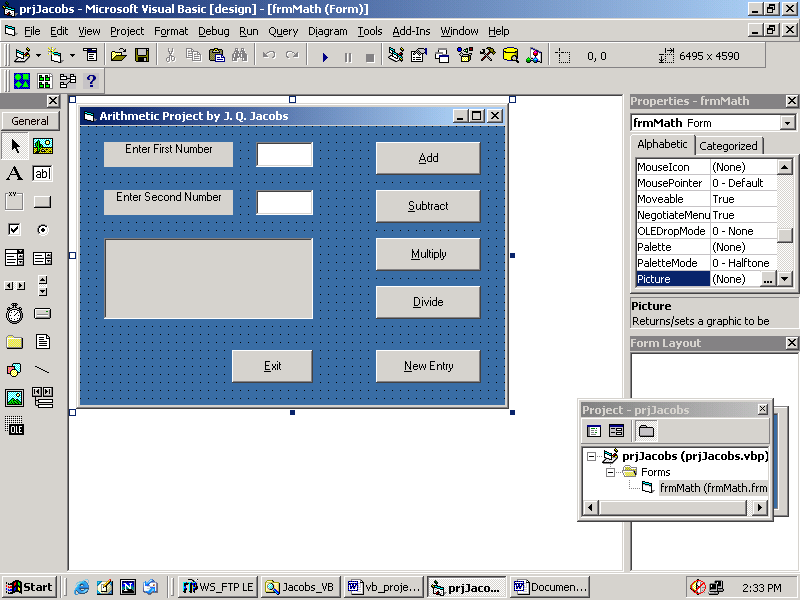 prjJacobs - Microsoft Visual Basic [design] - [frmMath (Form)]
File Edit View Project Format Debug Run Query Diagram Tools Add-Ins Window Help
0, 0 6495 x 4590
General
A abl
xv
OLE
Arithmetic Project by J. Q. Jacobs
Enter First Number
Add
Enter Second Number
Subtract
Multiply
Divide
Exit
New Entry
Properties - frmMath
frmMath Form
Alphabetic Categorized
MouseIcon (None)
MousePointer 0 - Default
Moveable True
NegotiateMenu True
OLEDropMode 0 - None
Palette (None)
PaletteMode 0 - Halftone
Picture (None) ...
Picture
Returns/sets a graphic to be
Form Layout
Project - prjJacobs
prjJacobs (prjJacobs.vbp)
Forms
frmMath (frmMath.frm
Start WS_FTP LE Jacobs_VB vb_proje... prjJaco... Documen... 2:33 PM